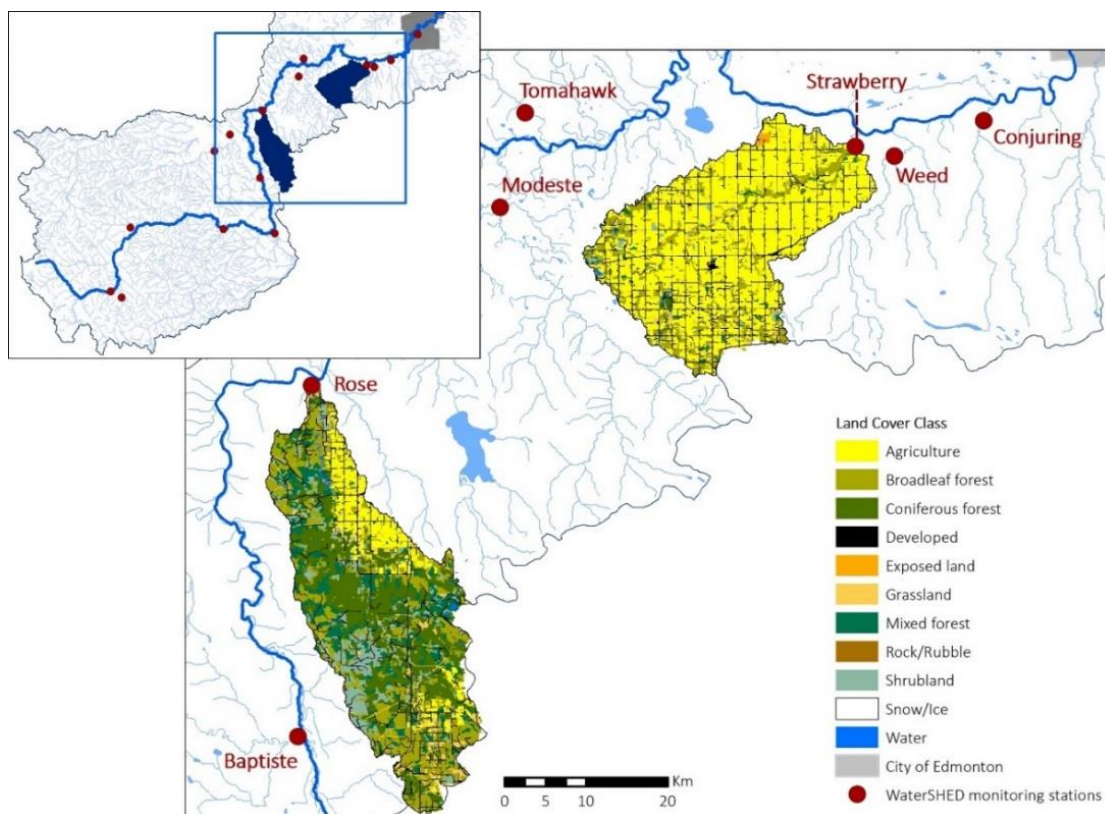 Tomahawk
Strawberry
Conjuring
Modeste
Weed
Rose
Baptiste
Land Cover Class
Agriculture
Broadleaf forest
Coniferous forest
Developed
Exposed land
Grassland
Mixed forest
Rock/Rubble
Shrubland
Snow/Ice
Water
City of Edmonton
WaterSHED monitoring stations
Km
0 5 10 20